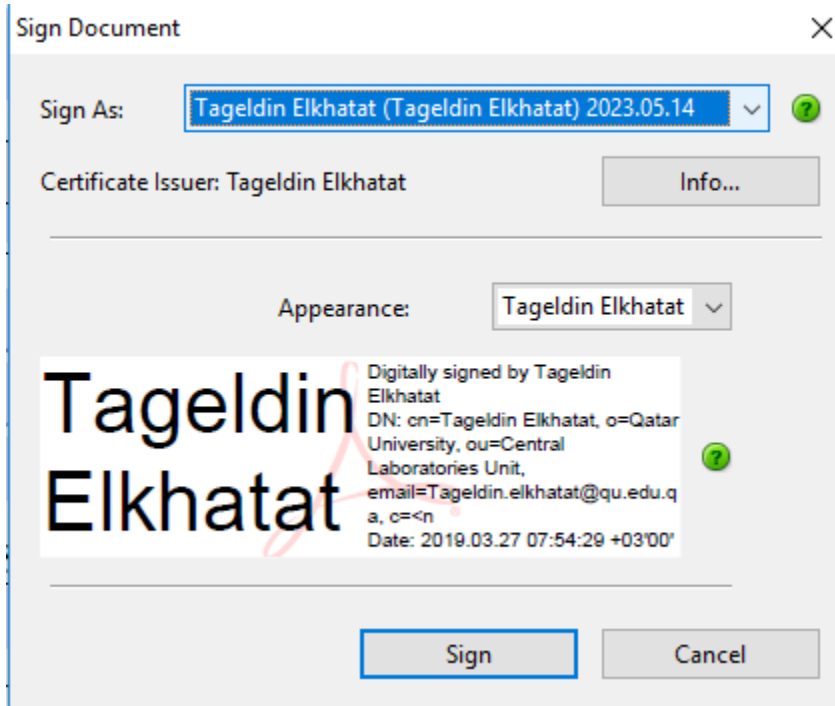 Sign Document
Sign As: Tageldin Elkhatat (Tageldin Elkhatat) 2023.05.14
Certificate Issuer: Tageldin Elkhatat Info...
Appearance: Tageldin Elkhatat
Tageldin
Elkhatat
Digitally signed by Tageldin
Elkhatat
DN: cn=Tageldin Elkhatat, o=Qatar
University, ou=Central
Laboratories Unit,
email=Tageldin.elkhatat@qu.edu.q
a, c=<n
Date: 2019.03.27 07:54:29 +03'00'
Sign Cancel